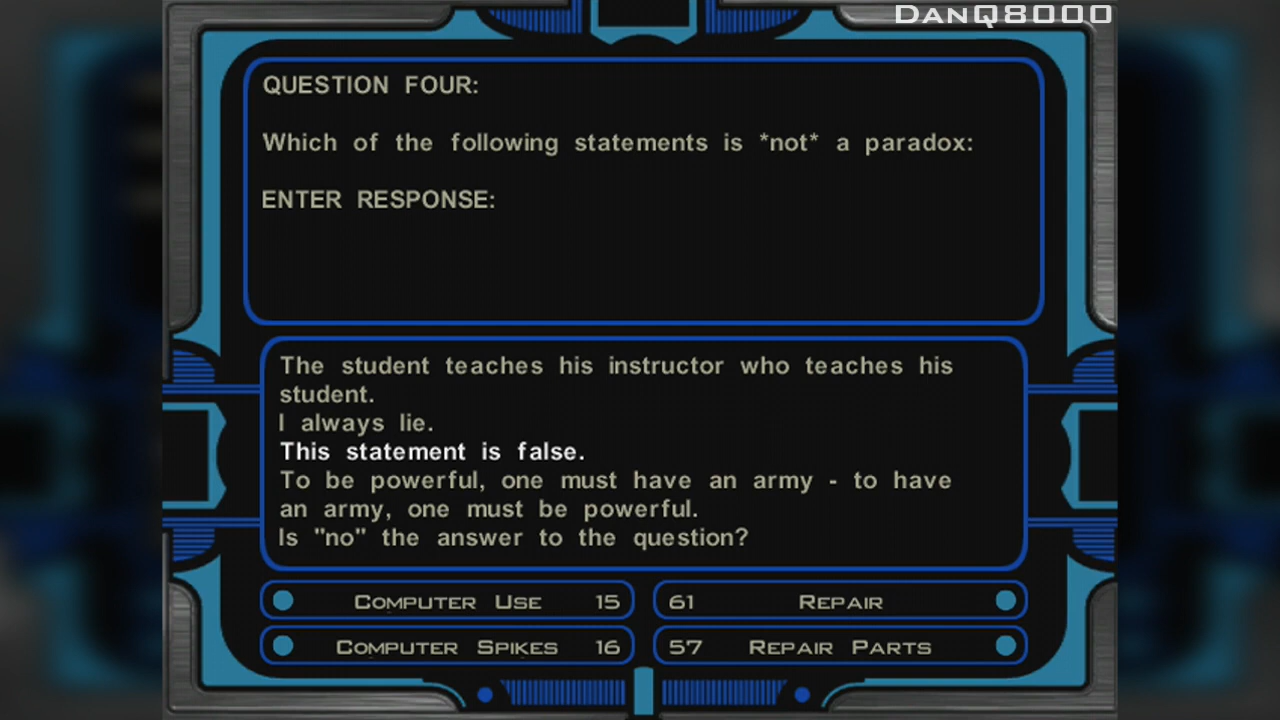 DanQ8000
QUESTION FOUR:
Which of the following statements is *not* a paradox:
ENTER RESPONSE:
The student teaches his instructor who teaches his
student.
I always lie.
This statement is false.
To be powerful, one must have an army - to have
an army, one must be powerful.
Is "no" the answer to the question?
Computer Use 15
61 Repair
Computer Spikes 16
57 Repair Parts